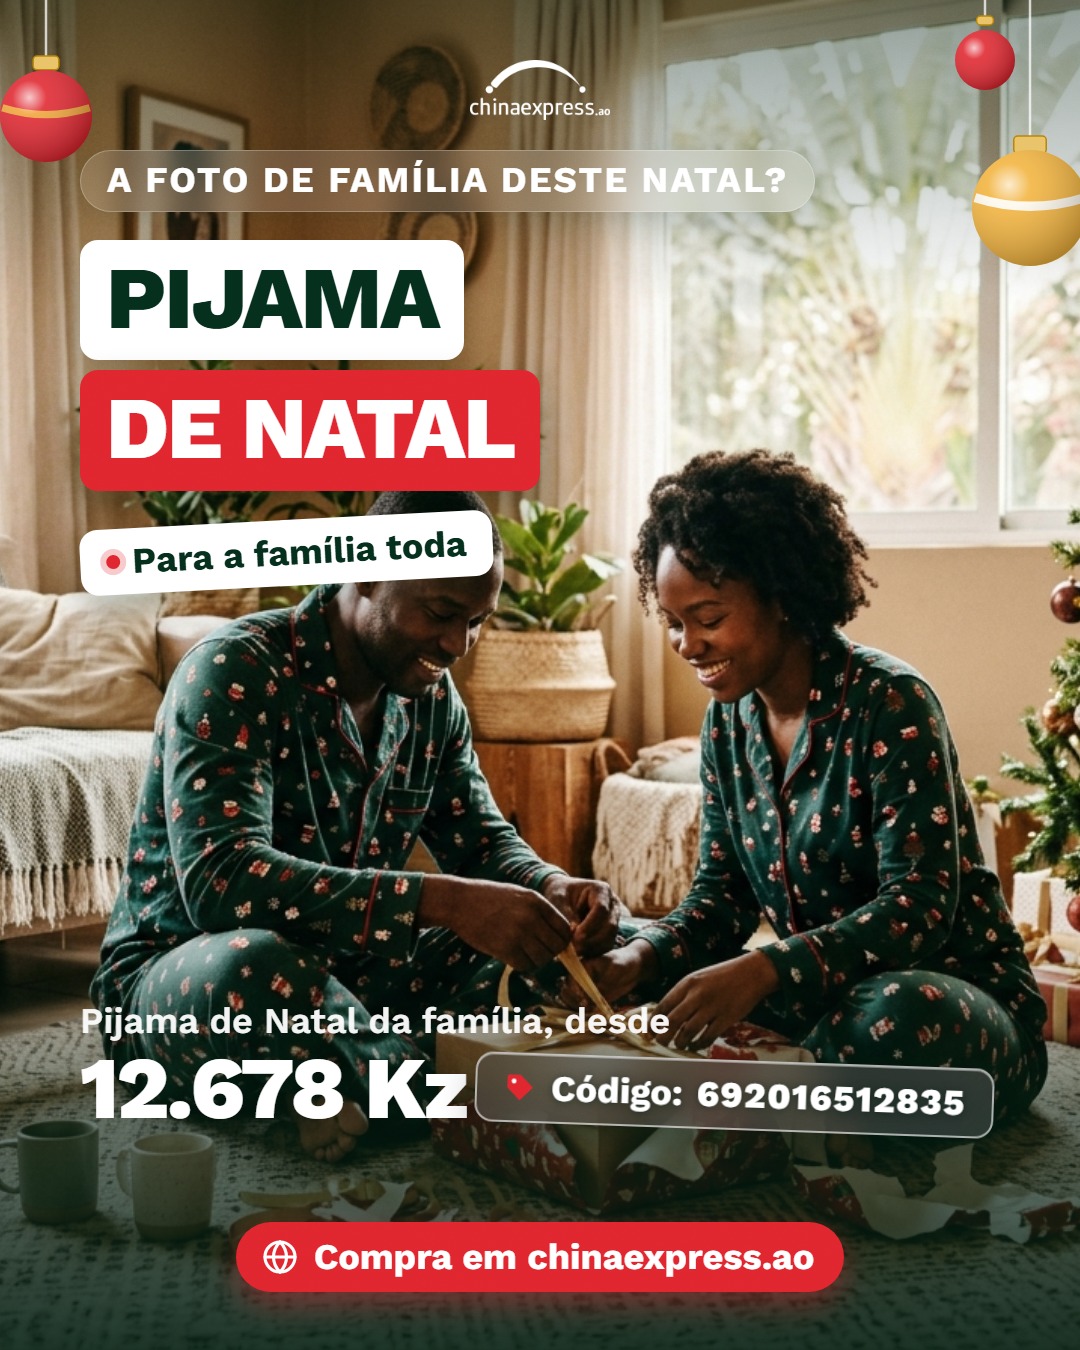 chinaexpress.ao
A FOTO DE FAMÍLIA DESTE NATAL?
PIJAMA
DE NATAL
Para a família toda
Pijama de Natal da família, desde
12.678 Kz
Código: 692016512835
Compra em chinaexpress.ao